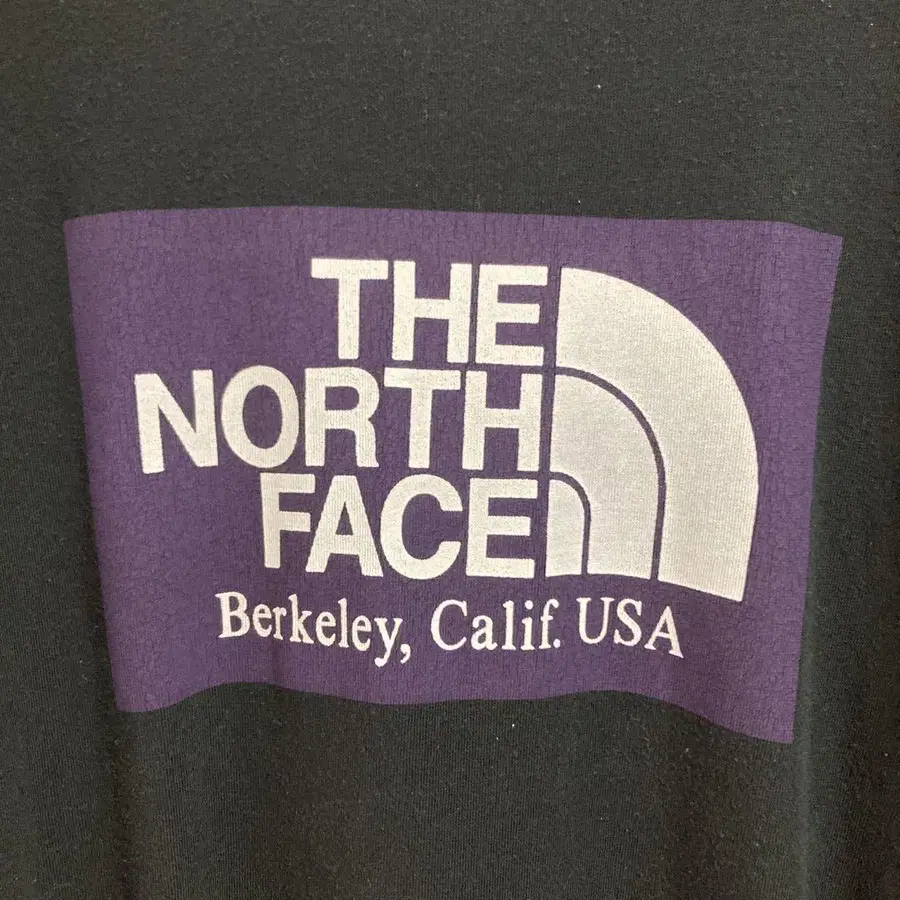 THE
NORTH
FACE
Berkeley, Calif. USA